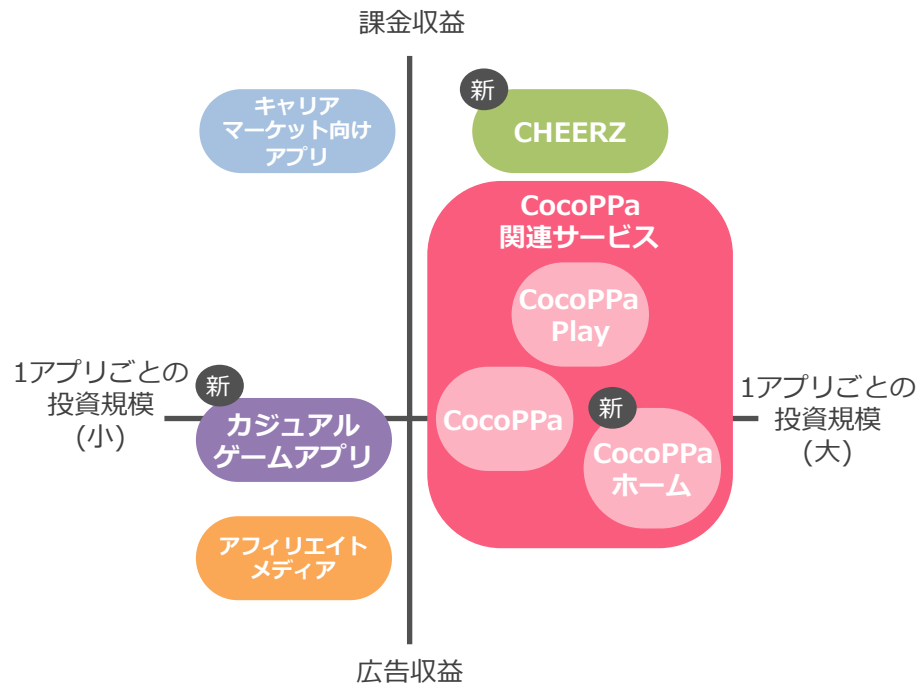 課金収益
キャリア
マーケット向け
アプリ
新
CHEERZ
CocoPPa
関連サービス
CocoPPa
Play
1アプリごとの
投資規模
(小)
新
カジュアル
ゲームアプリ
CocoPPa
新
CocoPPa
ホーム
1アプリごとの
投資規模
(大)
アフィリエイト
メディア
広告収益